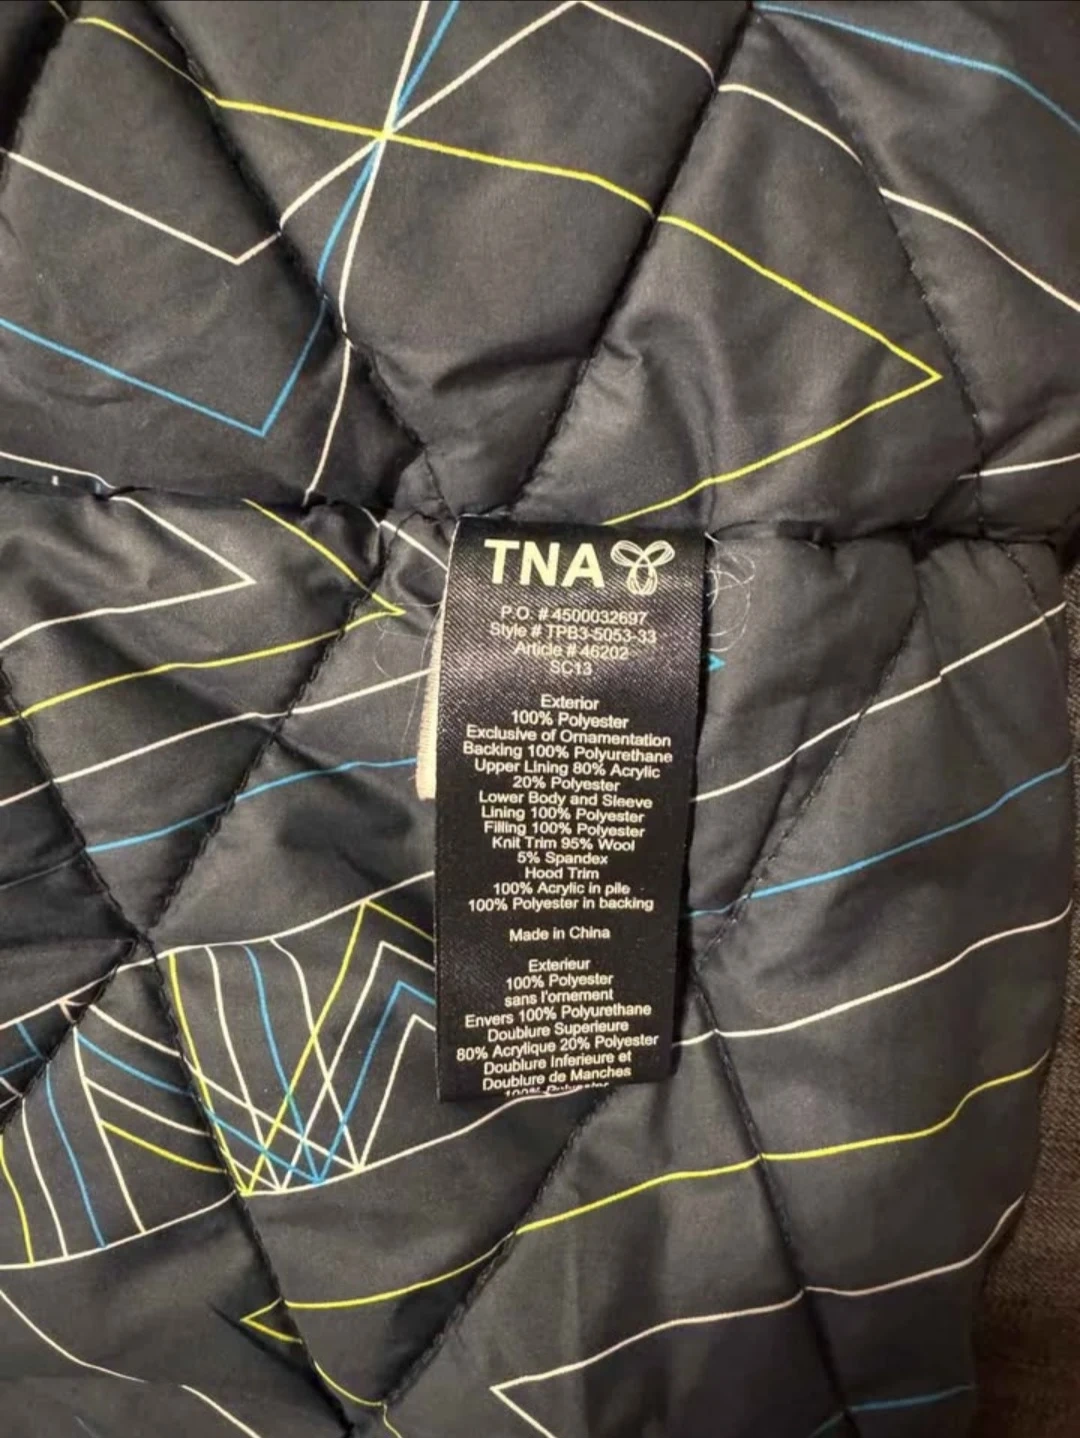 TNA
P.O. # 4500032697
Style # TPB3-5053-33
Article # 46202
SC13
Exterior
100% Polyester
Exclusive of Ornamentation
Backing 100% Polyurethane
Upper Lining 80% Acrylic
20% Polyester
Lower Body and Sleeve
Lining 100% Polyester
Filling 100% Polyester
Knit Trim 95% Wool
5% Spandex
Hood Trim
100% Acrylic in pile
100% Polyester in backing
Made in China
Exterieur
100% Polyester
sans l'ornement
Envers 100% Polyurethane
Doublure Superieure
80% Acrylique 20% Polyester
Doublure Inferieure et
Doublure de Manches
100% Polyester